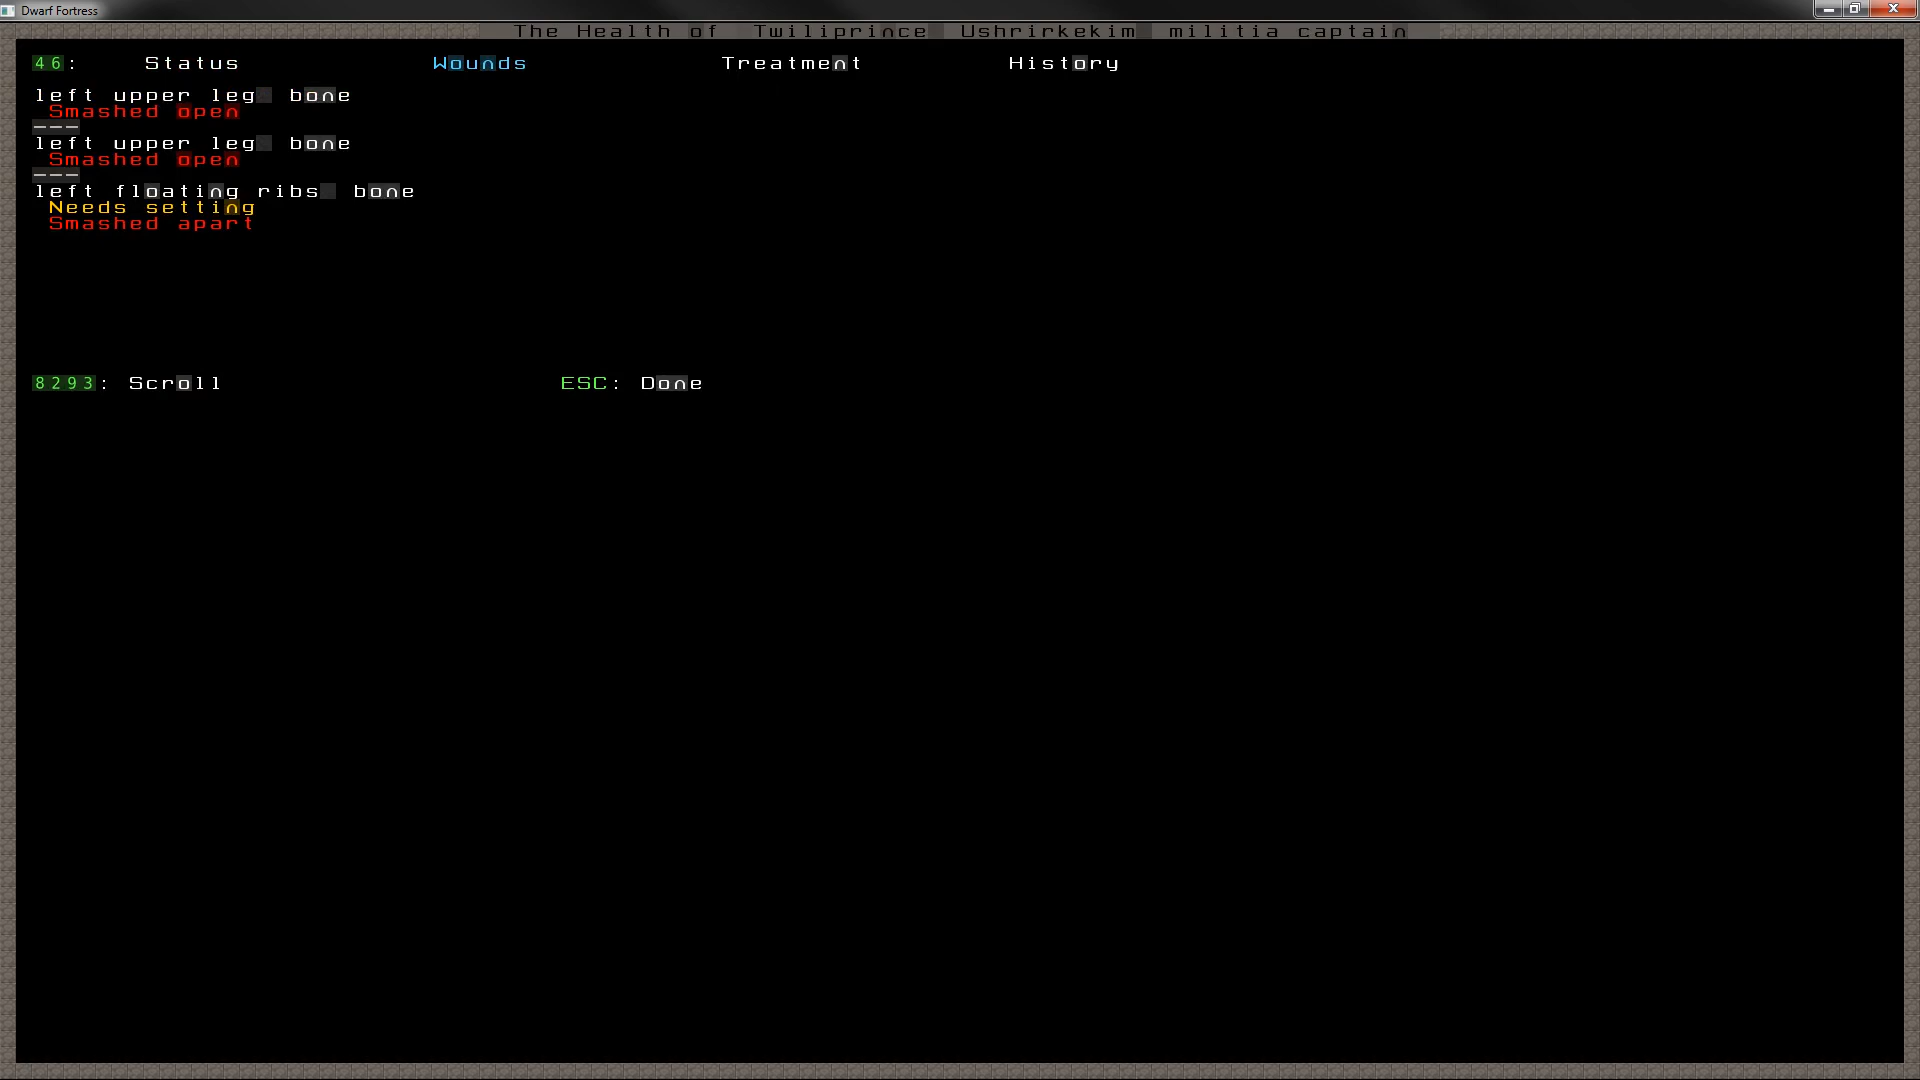 Dwarf Fortress
The Health of Twiliprince Ushrirkekim militia captain
46: Status Wounds Treatment History
left upper leg bone
Smashed open
---
left upper leg bone
Smashed open
---
left floating ribs bone
Needs setting
Smashed apart
8293: Scroll ESC: Done